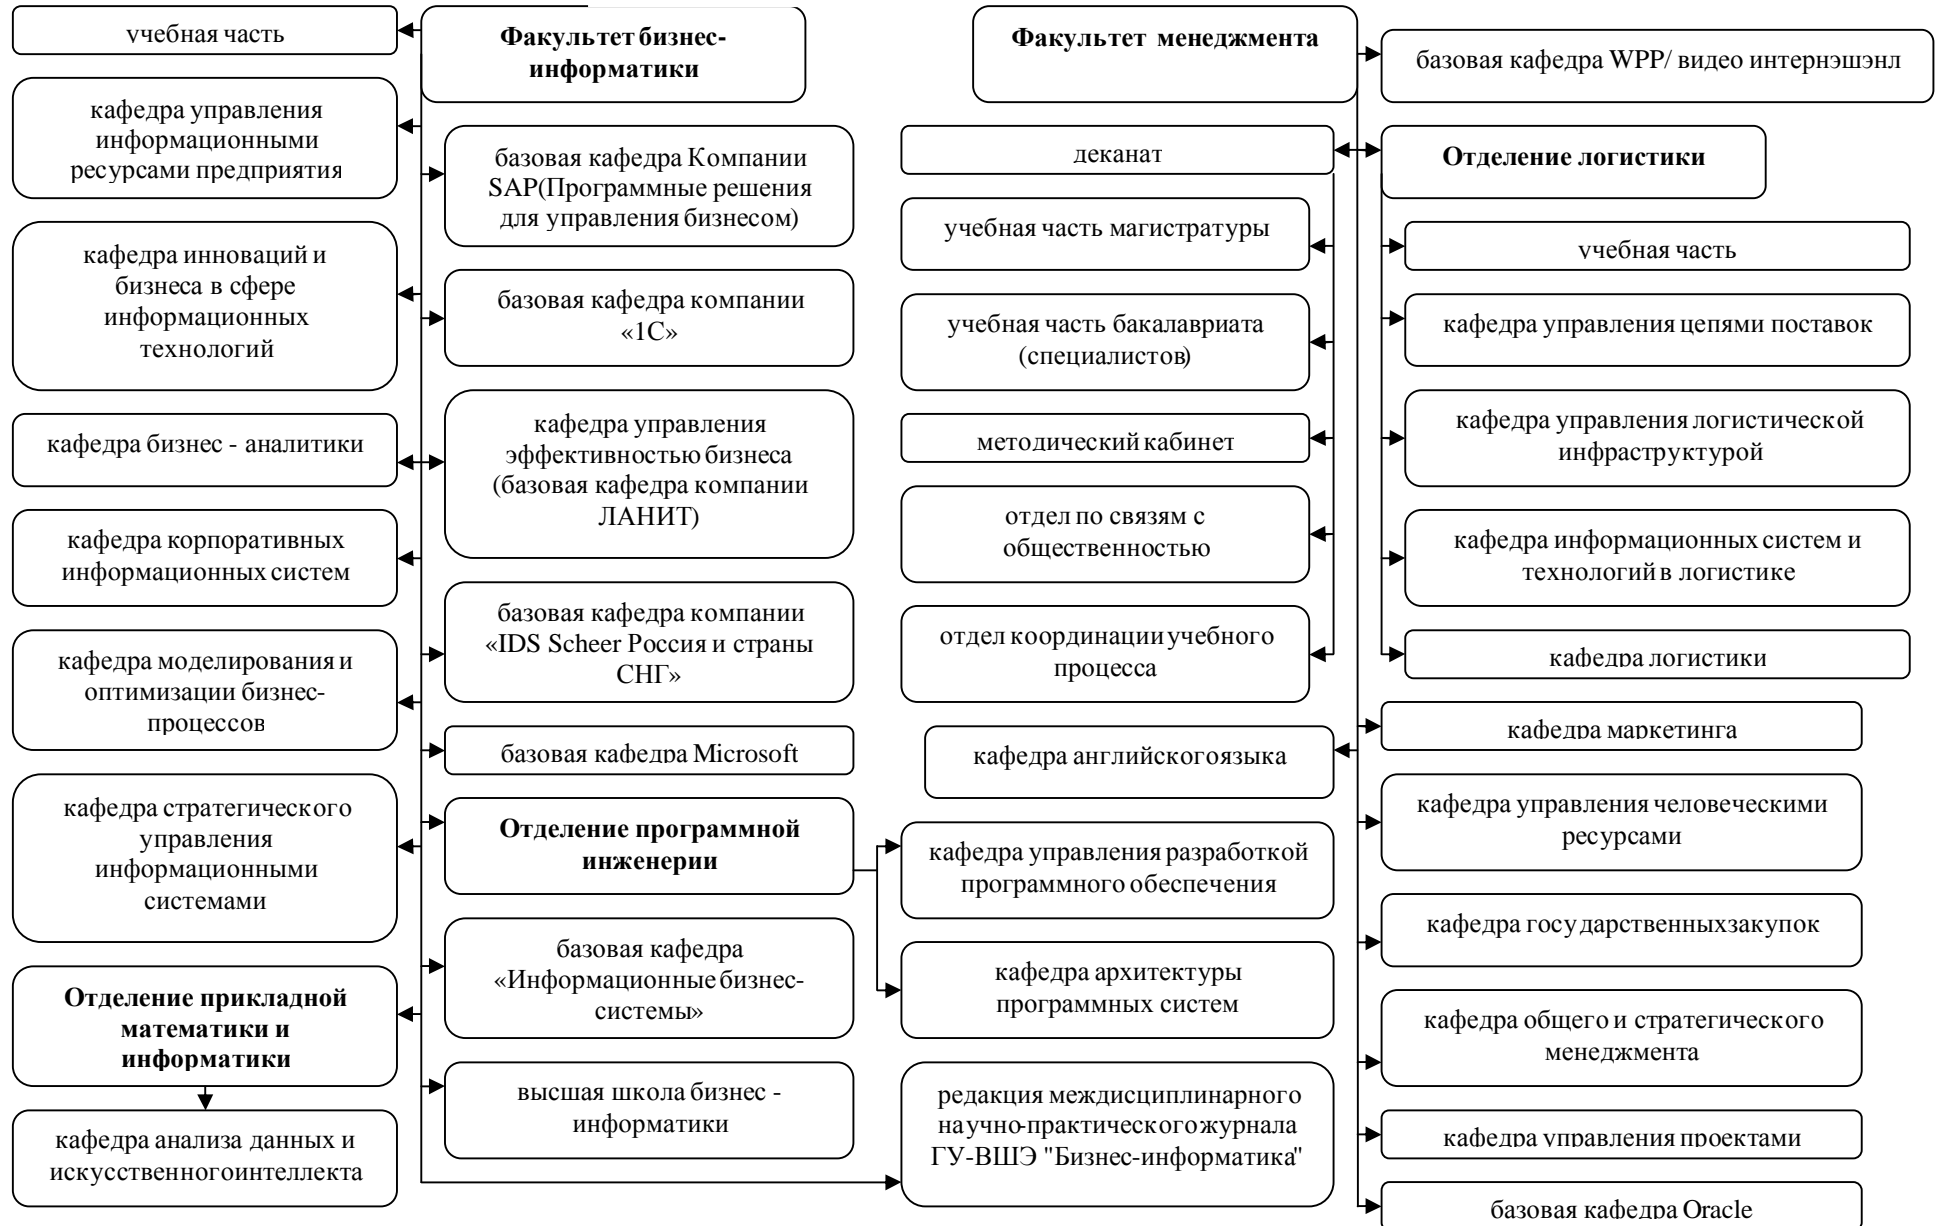 учебная часть
кафедра управления
информационными
ресурсами предприятия
кафедра инноваций и
бизнеса в сфере
информационных
технологий
кафедра бизнес - аналитики
кафедра корпоративных
информационных систем
кафедра моделирования и
оптимизации бизнес-
процессов
кафедра стратегического
управления
информационными
системами
Отделение прикладной
математики и
информатики
кафедра анализа данных и
искусственногоинтеллекта
Факультет бизнес-
информатики
базовая кафедра Компании
SAP(Программные решения
для управления бизнесом)
базовая кафедра компании
«1С»
кафедра управления
эффективностью бизнеса
(базовая кафедра компании
ЛАНИТ)
базовая кафедра компании
«IDS Scheer Россия и страны
СНГ»
базовая кафедра Microsoft
Отделение программной
инженерии
базовая кафедра
«Информационные бизнес-
системы»
высшая школа бизнес -
информатики
Факультет менеджмента
деканат
учебная часть магистратуры
учебная часть бакалавриата
(специалистов)
методический кабинет
отдел по связям с
общественностью
отдел координации учебного
процесса
кафедра английскогоязыка
кафедра управления разработкой
программного обеспечения
кафедра архитектуры
программных систем
редакция междисциплинарного
научно-практического журнала
ГУ-ВШЭ "Бизнес-информатика"
базовая кафедра WPP/ видео интернэшэнл
Отделение логистики
учебная часть
кафедра управления цепями поставок
кафедра управления логистической
инфраструктурой
кафедра информационных систем и
технологий в логистике
кафедра логистики
кафедра маркетинга
кафедра управления человеческими
ресурсами
кафедра государственныхзакупок
кафедра общего и стратегического
менеджмента
кафедра управления проектами
базовая кафедра Oracle